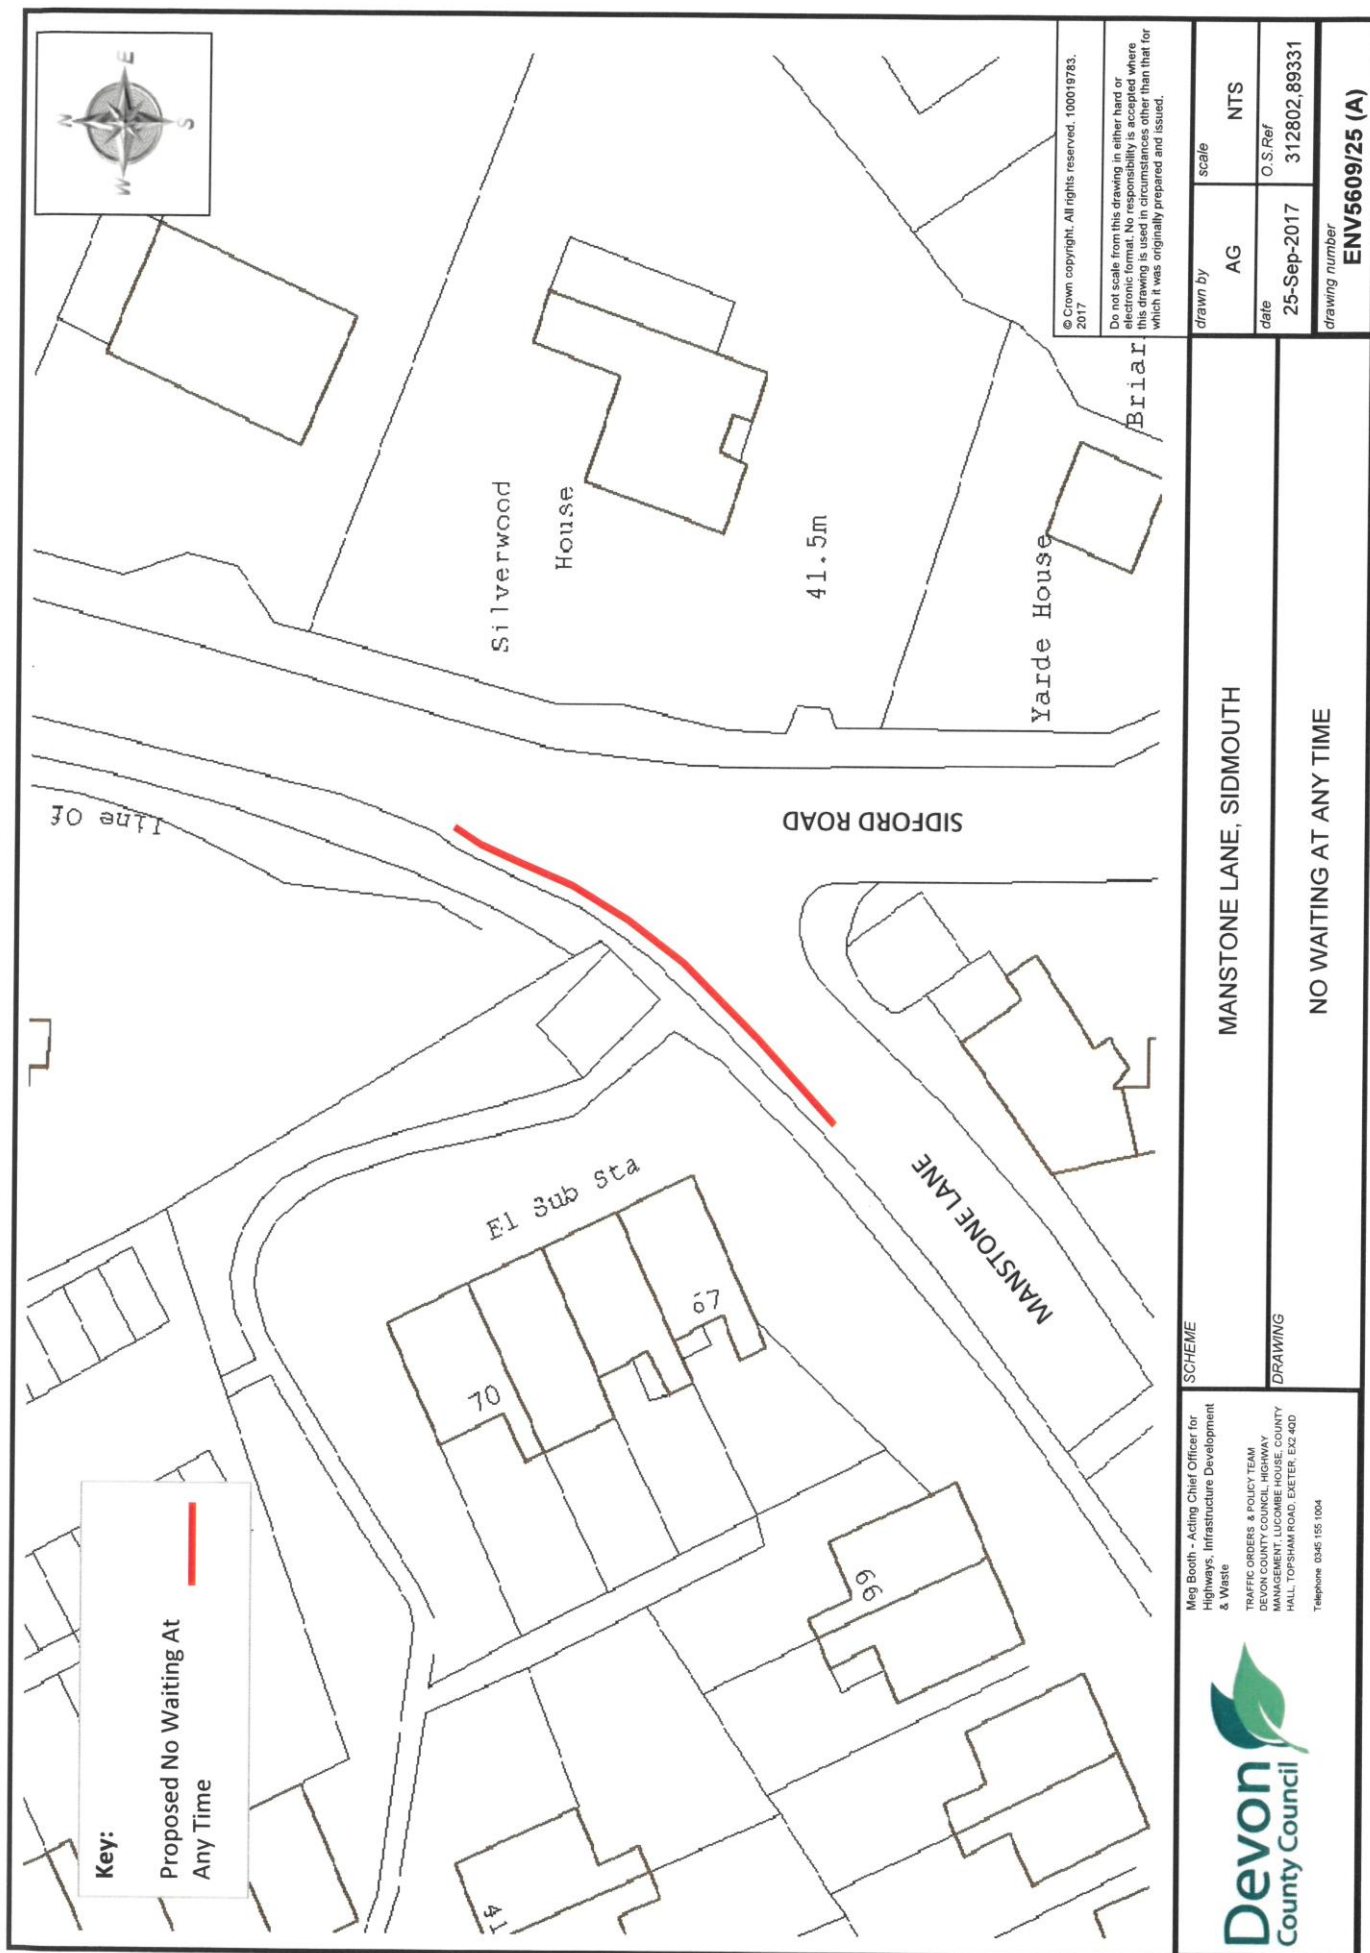 Key:
Proposed No Waiting At
Any Time
N
E
S
W
line Of
Silverwood
House
41.5m
Yarde House
Briar
SIDFORD ROAD
MANSTONE LANE
El Sub Sta
70
67
66
41
© Crown copyright. All rights reserved. 100019783.
2017
Do not scale from this drawing in either hard or
electronic format. No responsibility is accepted where
this drawing is used in circumstances other than that for
which it was originally prepared and issued.
Devon
County Council
Meg Booth - Acting Chief Officer for
Highways, Infrastructure Development
& Waste
TRAFFIC ORDERS & POLICY TEAM
DEVON COUNTY COUNCIL, HIGHWAY
MANAGEMENT, LUCOMBE HOUSE, COUNTY
HALL, TOPSHAM ROAD, EXETER, EX2 4QD
Telephone 0345 155 1004
SCHEME
MANSTONE LANE, SIDMOUTH
DRAWING
NO WAITING AT ANY TIME
drawn by
AG
scale
NTS
date
25-Sep-2017
O.S.Ref
312802,89331
drawing number
ENV5609/25 (A)